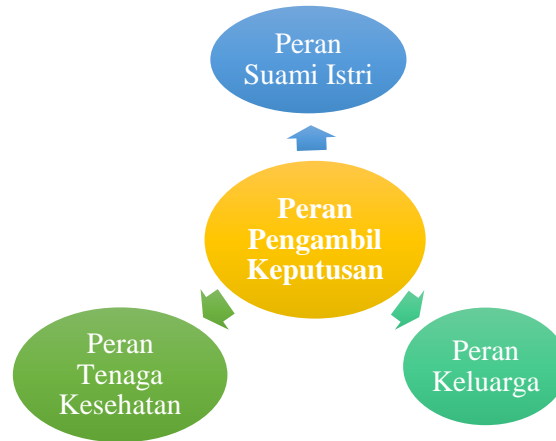 Peran
Suami Istri
Peran
Pengambil
Keputusan
Peran
Tenaga
Kesehatan
Peran
Keluarga